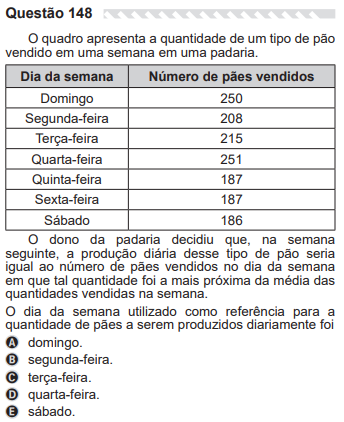 Questão 148
O quadro apresenta a quantidade de um tipo de pão
vendido em uma semana em uma padaria.
Dia da semana Número de pães vendidos
Domingo 250
Segunda-feira 208
Terça-feira 215
Quarta-feira 251
Quinta-feira 187
Sexta-feira 187
Sábado 186
O dono da padaria decidiu que, na semana
seguinte, a produção diária desse tipo de pão seria
igual ao número de pães vendidos no dia da semana
em que tal quantidade foi a mais próxima da média das
quantidades vendidas na semana.
O dia da semana utilizado como referência para a
quantidade de pães a serem produzidos diariamente foi
A domingo.
B segunda-feira.
C terça-feira.
D quarta-feira.
E sábado.